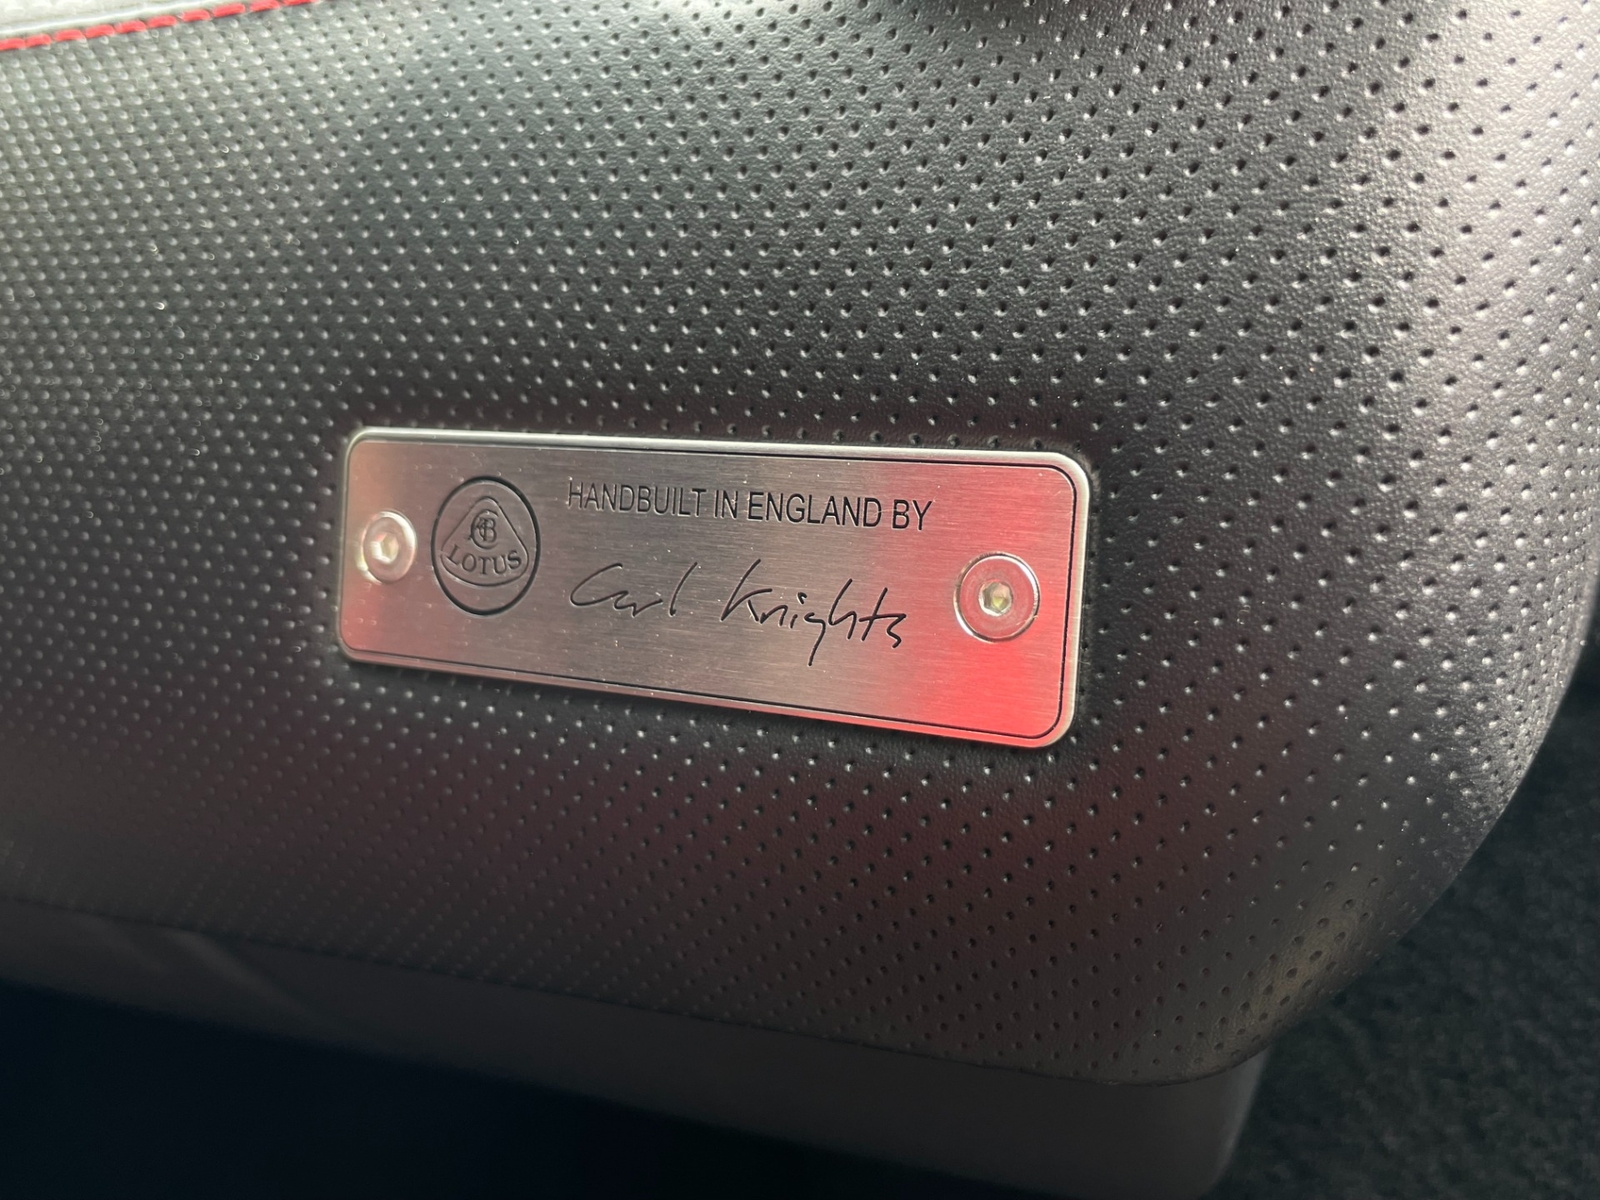 HANDBUILT IN ENGLAND BY
LOTUS
Carl Knights